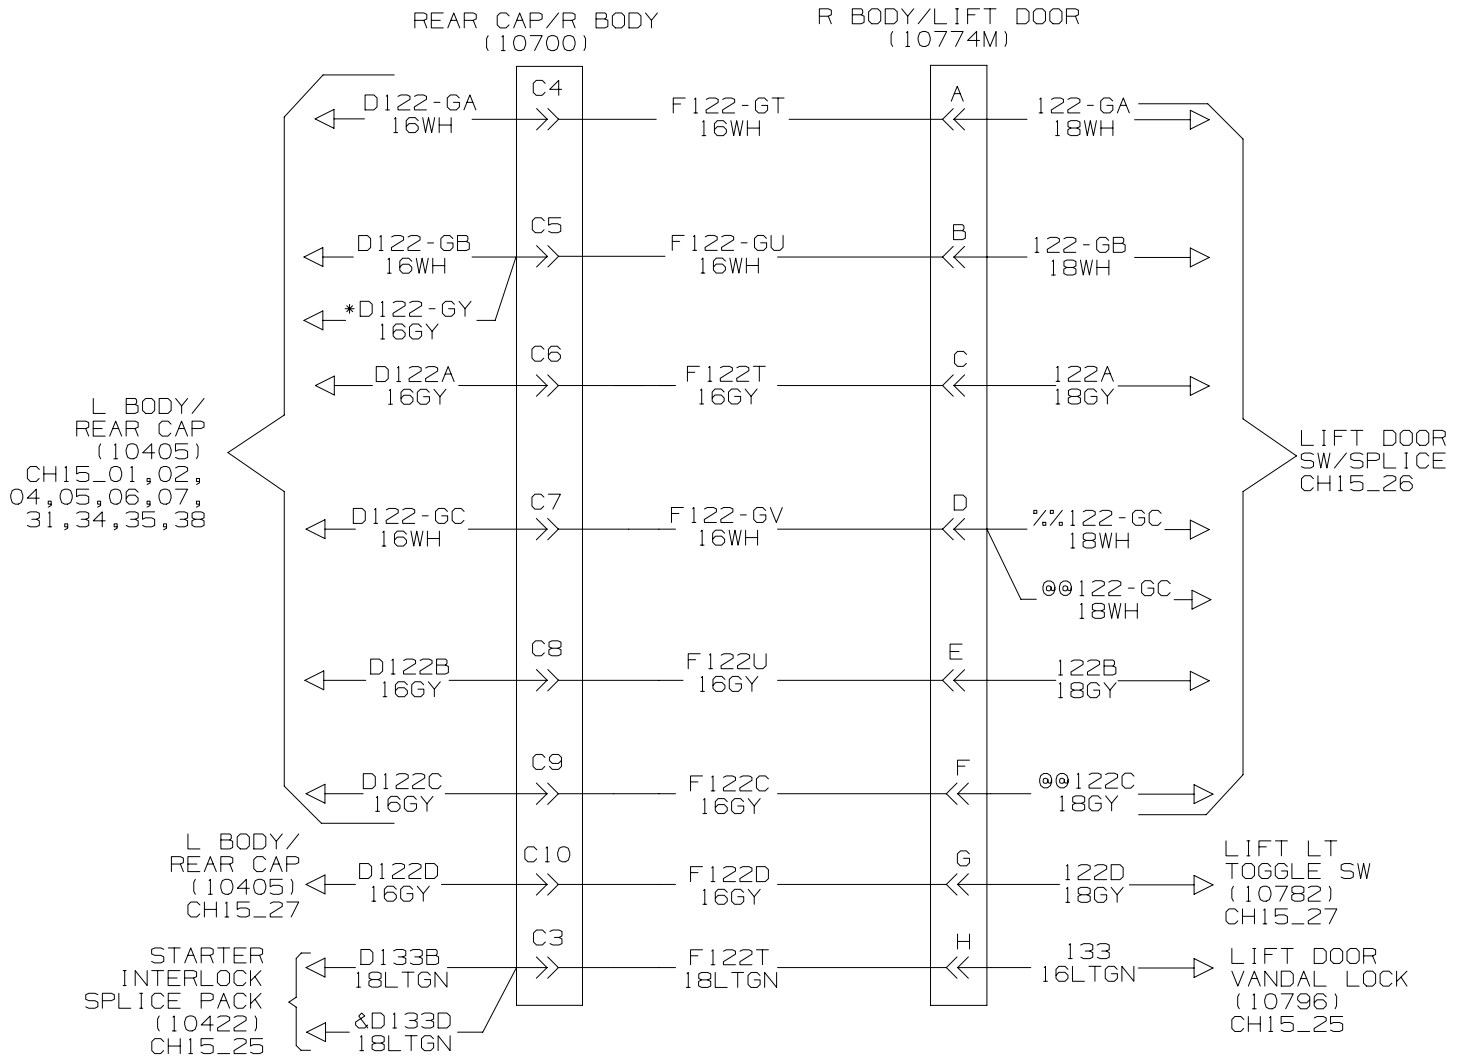 REAR CAP/R BODY
(10700)
R BODY/LIFT DOOR
(10774M)
D122-GA
16WH
C4
F122-GT
16WH
A
122-GA
18WH
D122-GB
16WH
C5
F122-GU
16WH
B
122-GB
18WH
*D122-GY
16GY
D122A
16GY
C6
F122T
16GY
C
122A
18GY
L BODY/
REAR CAP
(10405)
CH15_01,02,
04,05,06,07,
31,34,35,38
LIFT DOOR
SW/SPLICE
CH15_26
D122-GC
16WH
C7
F122-GV
16WH
D
%%122-GC
18WH
@@122-GC
18WH
D122B
16GY
C8
F122U
16GY
E
122B
18GY
D122C
16GY
C9
F122C
16GY
F
@@122C
18GY
L BODY/
REAR CAP
(10405)
CH15_27
D122D
16GY
C10
F122D
16GY
G
122D
18GY
LIFT LT
TOGGLE SW
(10782)
CH15_27
STARTER
INTERLOCK
SPLICE PACK
(10422)
CH15_25
D133B
18LTGN
C3
F122T
18LTGN
H
133
16LTGN
LIFT DOOR
VANDAL LOCK
(10796)
CH15_25
&D133D
18LTGN